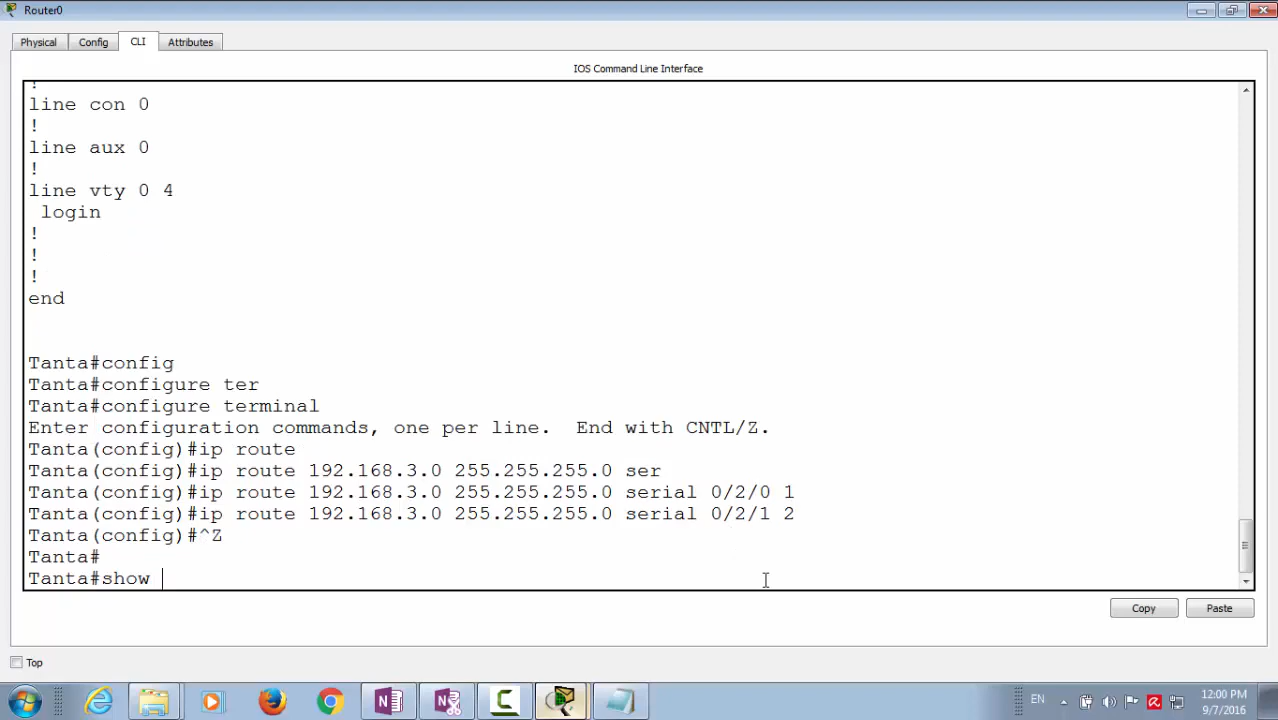 Router0
Physical
Config
CLI
Attributes
IOS Command Line Interface
!
line con 0
!
line aux 0
!
line vty 0 4
login
!
!
!
end
Tanta#config
Tanta#configure ter
Tanta#configure terminal
Enter configuration commands, one per line. End with CNTL/Z.
Tanta(config)#ip route
Tanta(config)#ip route 192.168.3.0 255.255.255.0 ser
Tanta(config)#ip route 192.168.3.0 255.255.255.0 serial 0/2/0 1
Tanta(config)#ip route 192.168.3.0 255.255.255.0 serial 0/2/1 2
Tanta(config)#^Z
Tanta#
Tanta#show
Copy
Paste
Top
EN
12:00 PM
9/7/2016